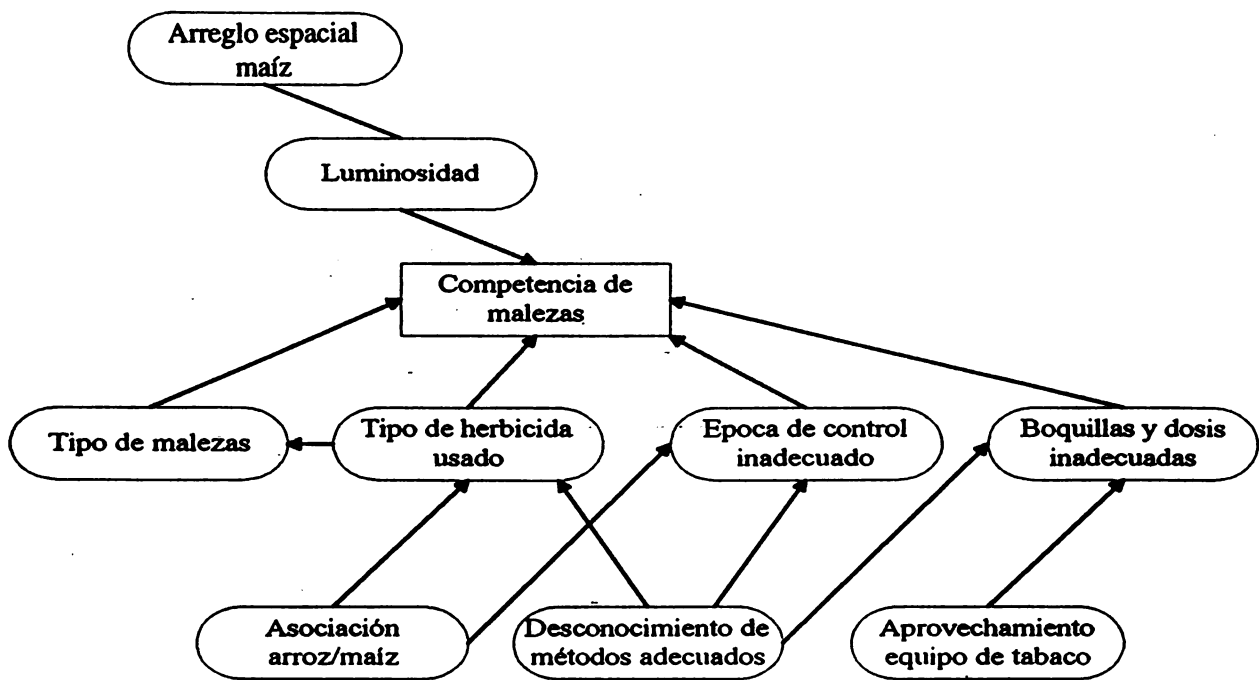 Arreglo espacial
maíz
Luminosidad
Competencia de
malezas
Tipo de malezas
Tipo de herbicida
usado
Epoca de control
inadecuado
Boquillas y dosis
inadecuadas
Asociación
arroz/maíz
Desconocimiento de
métodos adecuados
Aprovechamiento
equipo de tabaco